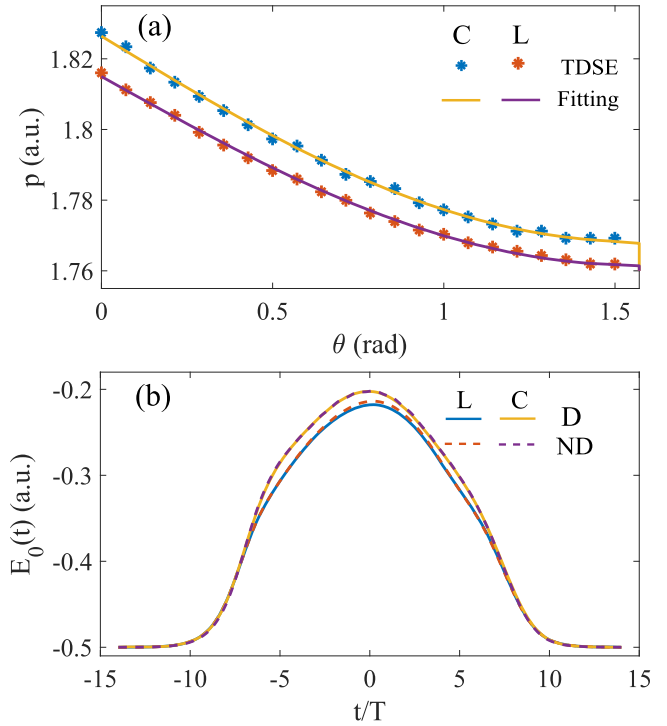 (a)
C L
TDSE
Fitting
1.82
1.8
1.78
1.76
p (a.u.)
0 0.5 1 1.5
θ (rad)
(b)
L C
D
ND
-0.2
-0.3
-0.4
-0.5
E0(t) (a.u.)
-15 -10 -5 0 5 10 15
t/T